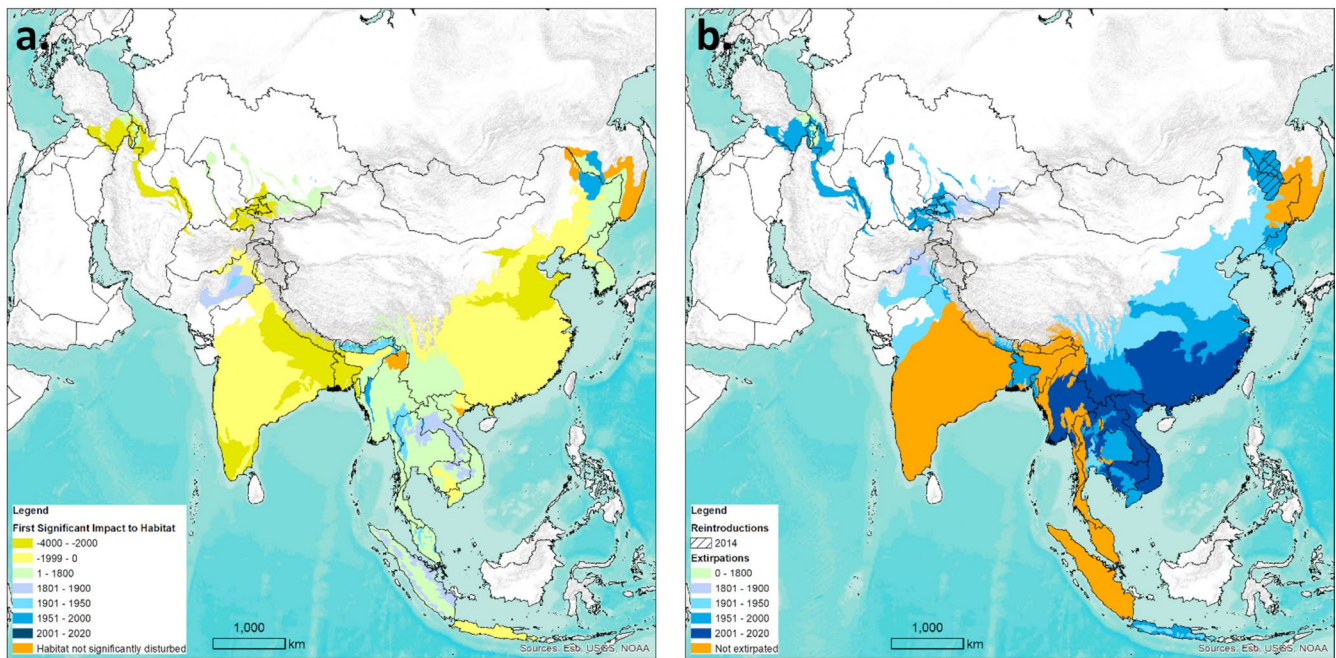 a.
Legend
First Significant Impact to Habitat
-4000 - -2000
-1999 - 0
1 - 1800
1801 - 1900
1901 - 1950
1951 - 2000
2001 - 2020
Habitat not significantly disturbed
1,000
km
Sources: Esri, USGS, NOAA
b.
Legend
Reintroductions
2014
Extirpations
0 - 1800
1801 - 1900
1901 - 1950
1951 - 2000
2001 - 2020
Not extirpated
1,000
km
Sources: Esri, USGS, NOAA